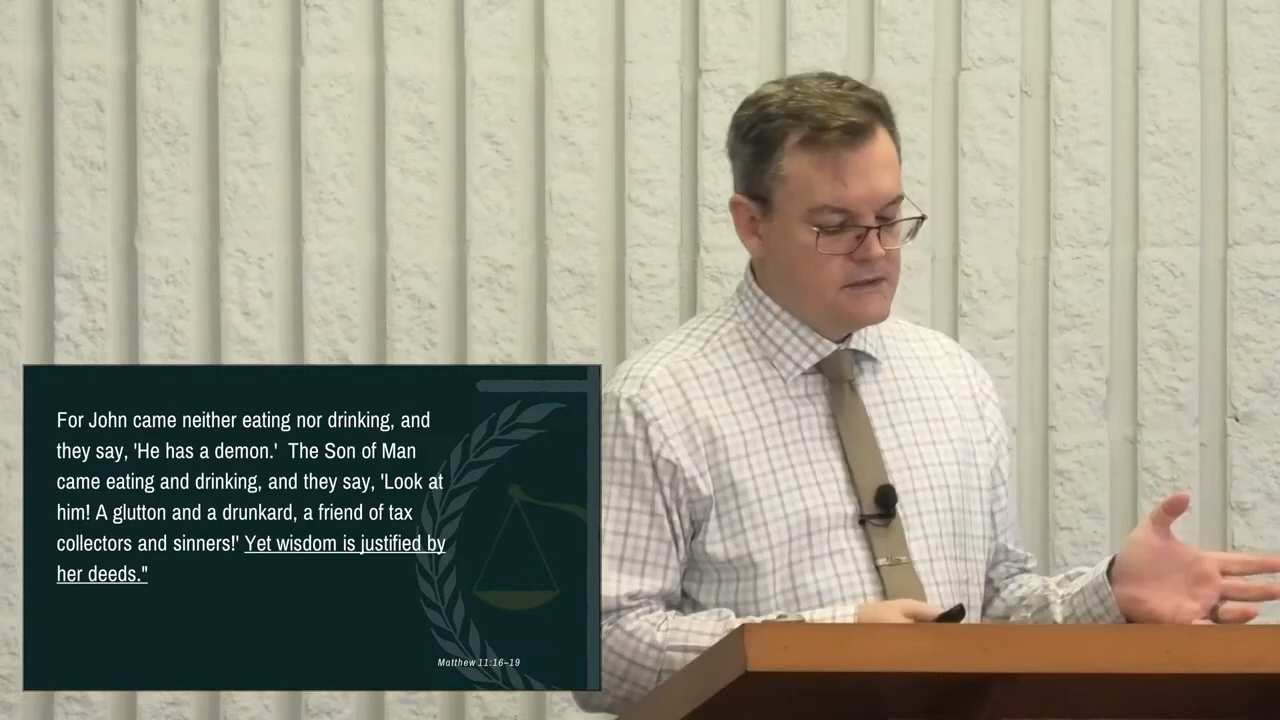 For John came neither eating nor drinking, and
they say, 'He has a demon.'  The Son of Man
came eating and drinking, and they say, 'Look at
him! A glutton and a drunkard, a friend of tax
collectors and sinners!' Yet wisdom is justified by
her deeds."
Matthew 11:16–19